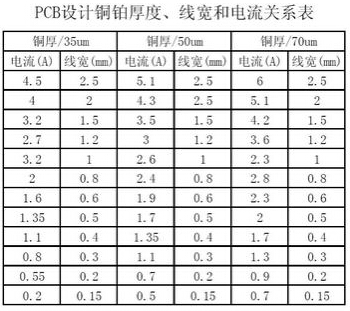 PCB设计铜铂厚度、线宽和电流关系表
铜厚/35um 铜厚/50um 铜厚/70um
电流(A) 线宽(mm) 电流(A) 线宽(mm) 电流(A) 线宽(mm)
4.5 2.5 5.1 2.5 6 2.5
4 2 4.3 2.5 5.1 2
3.2 1.5 3.5 1.5 4.2 1.5
2.7 1.2 3 1.2 3.6 1.2
3.2 1 2.6 1 2.3 1
2 0.8 2.4 0.8 2.8 0.8
1.6 0.6 1.9 0.6 2.3 0.6
1.35 0.5 1.7 0.5 2 0.5
1.1 0.4 1.35 0.4 1.7 0.4
0.8 0.3 1.1 0.3 1.3 0.3
0.55 0.2 0.7 0.2 0.9 0.2
0.2 0.15 0.5 0.15 0.7 0.15